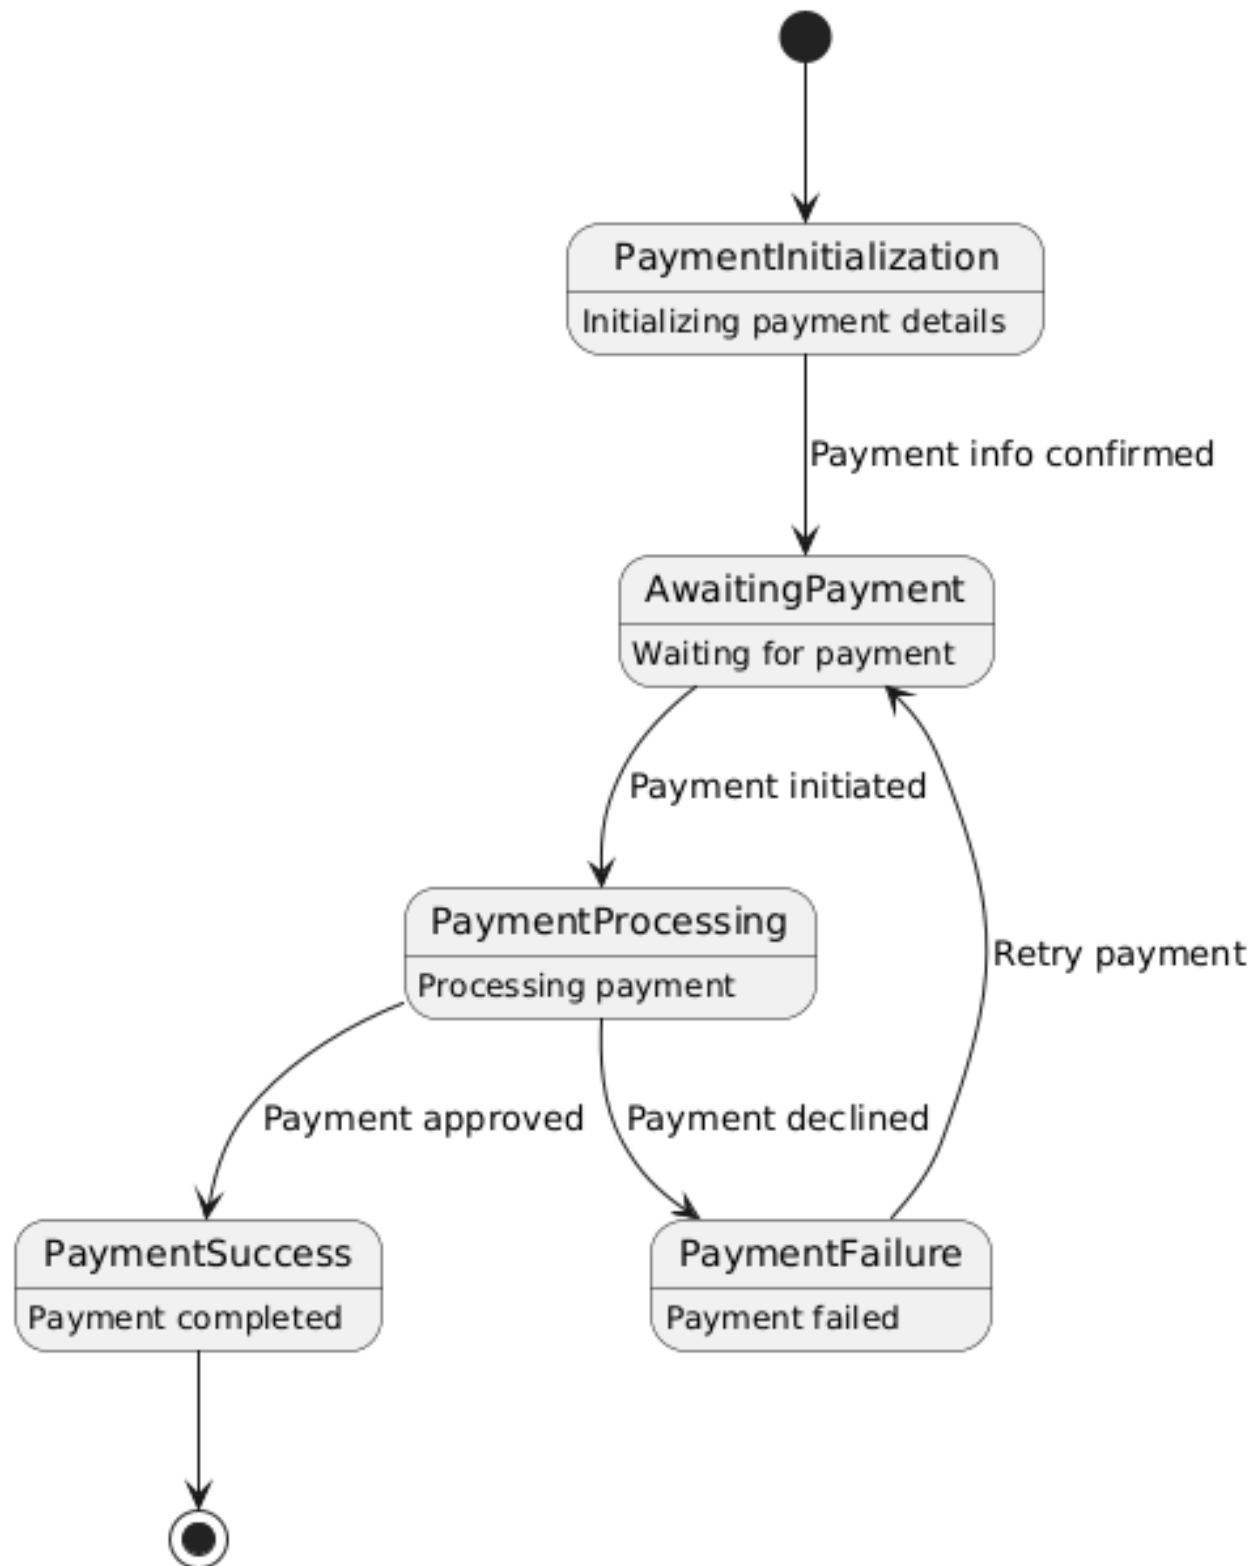 PaymentInitialization
Initializing payment details
Payment info confirmed
AwaitingPayment
Waiting for payment
Payment initiated
PaymentProcessing
Processing payment
Retry payment
Payment approved
Payment declined
PaymentSuccess
Payment completed
PaymentFailure
Payment failed